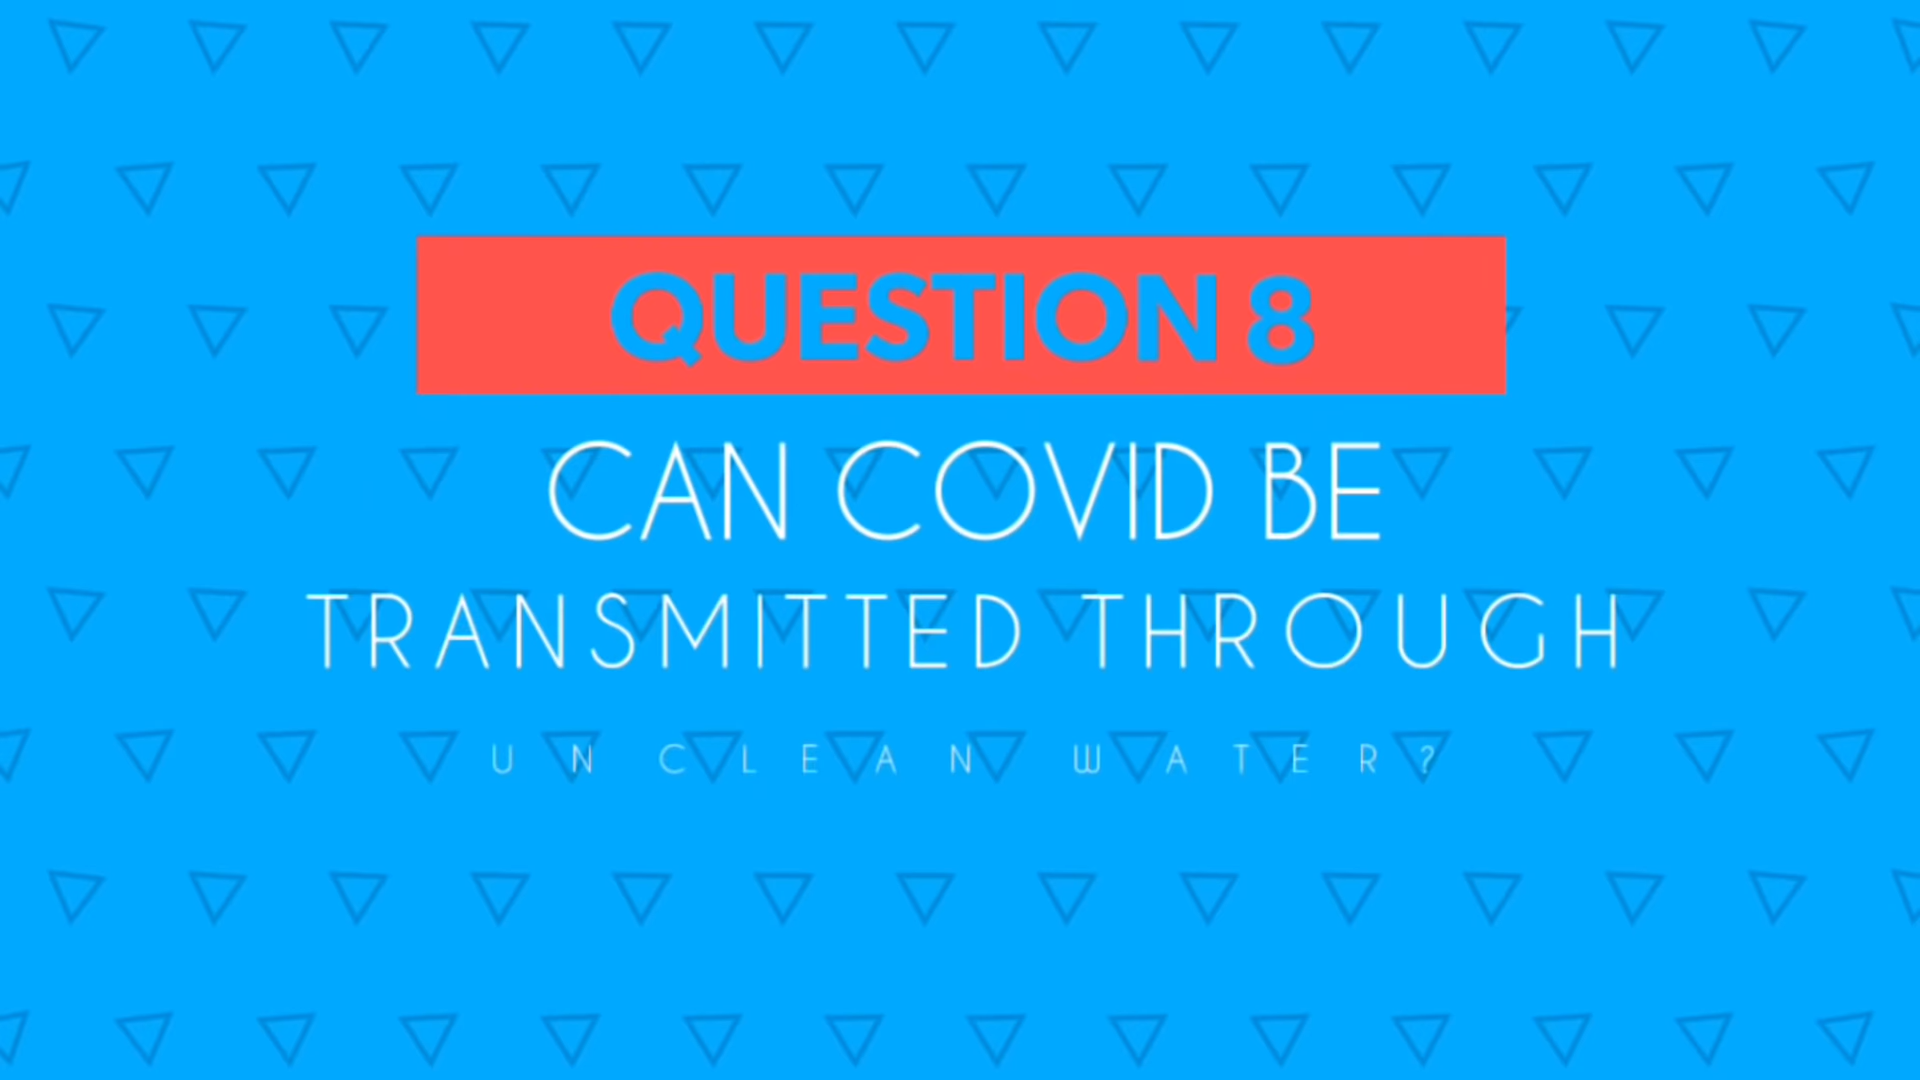 QUESTION 8
CAN COVID BE
TRANSMITTED THROUGH
UNCLEAN WATER?